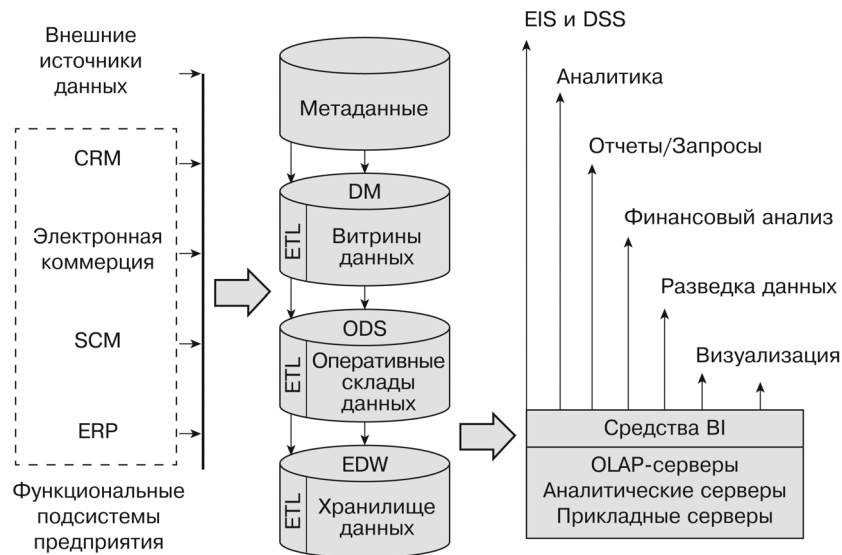 Внешние
источники
данных
CRM
Электронная
коммерция
SCM
ERP
Функциональные
подсистемы
предприятия
Метаданные
DM
ETL
Витрины
данных
ODS
ETL
Оперативные
склады
данных
EDW
ETL
Хранилище
данных
EIS и DSS
Аналитика
Отчеты/Запросы
Финансовый анализ
Разведка данных
Визуализация
Средства BI
OLAP-серверы
Аналитические серверы
Прикладные серверы